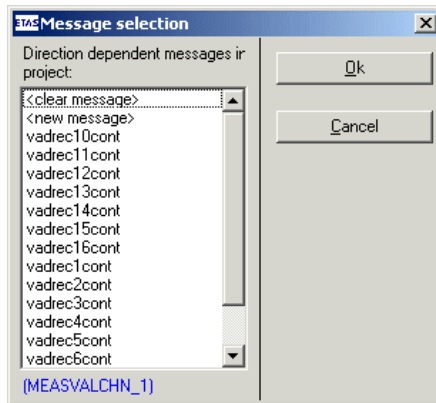 ETAS Message selection
Direction dependent messages ir
project:
<clear message>
<new message>
vadrec10cont
vadrec11cont
vadrec12cont
vadrec13cont
vadrec14cont
vadrec15cont
vadrec16cont
vadrec1cont
vadrec2cont
vadrec3cont
vadrec4cont
vadrec5cont
vadrec6cont
(MEASVALCHN_1)
Ok
Cancel